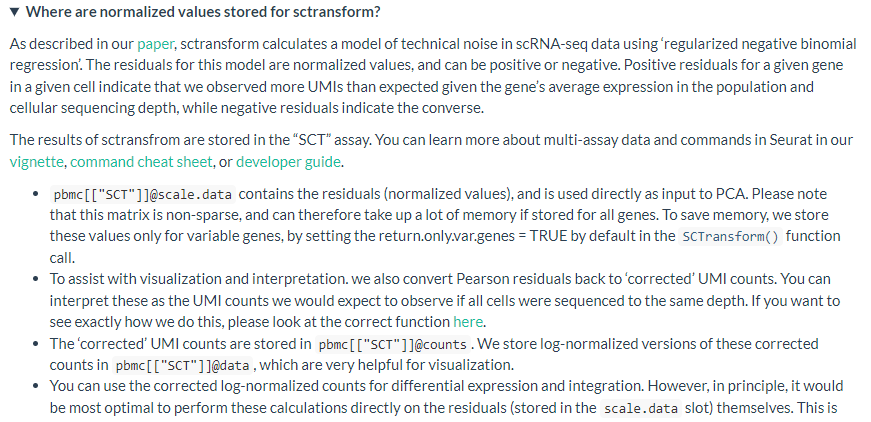 ▼ Where are normalized values stored for sctransform?
As described in our paper, sctransform calculates a model of technical noise in scRNA-seq data using ‘regularized negative binomial
regression’. The residuals for this model are normalized values, and can be positive or negative. Positive residuals for a given gene
in a given cell indicate that we observed more UMIs than expected given the gene’s average expression in the population and
cellular sequencing depth, while negative residuals indicate the converse.
The results of sctransfrom are stored in the “SCT” assay. You can learn more about multi-assay data and commands in Seurat in our
vignette, command cheat sheet, or developer guide.
• pbmc[["SCT"]]@scale.data contains the residuals (normalized values), and is used directly as input to PCA. Please note
that this matrix is non-sparse, and can therefore take up a lot of memory if stored for all genes. To save memory, we store
these values only for variable genes, by setting the return.only.var.genes = TRUE by default in the SCTransform() function
call.
• To assist with visualization and interpretation. we also convert Pearson residuals back to ‘corrected’ UMI counts. You can
interpret these as the UMI counts we would expect to observe if all cells were sequenced to the same depth. If you want to
see exactly how we do this, please look at the correct function here.
• The ‘corrected’ UMI counts are stored in pbmc[["SCT"]]@counts . We store log-normalized versions of these corrected
counts in pbmc[["SCT"]]@data , which are very helpful for visualization.
• You can use the corrected log-normalized counts for differential expression and integration. However, in principle, it would
be most optimal to perform these calculations directly on the residuals (stored in the scale.data slot) themselves. This is